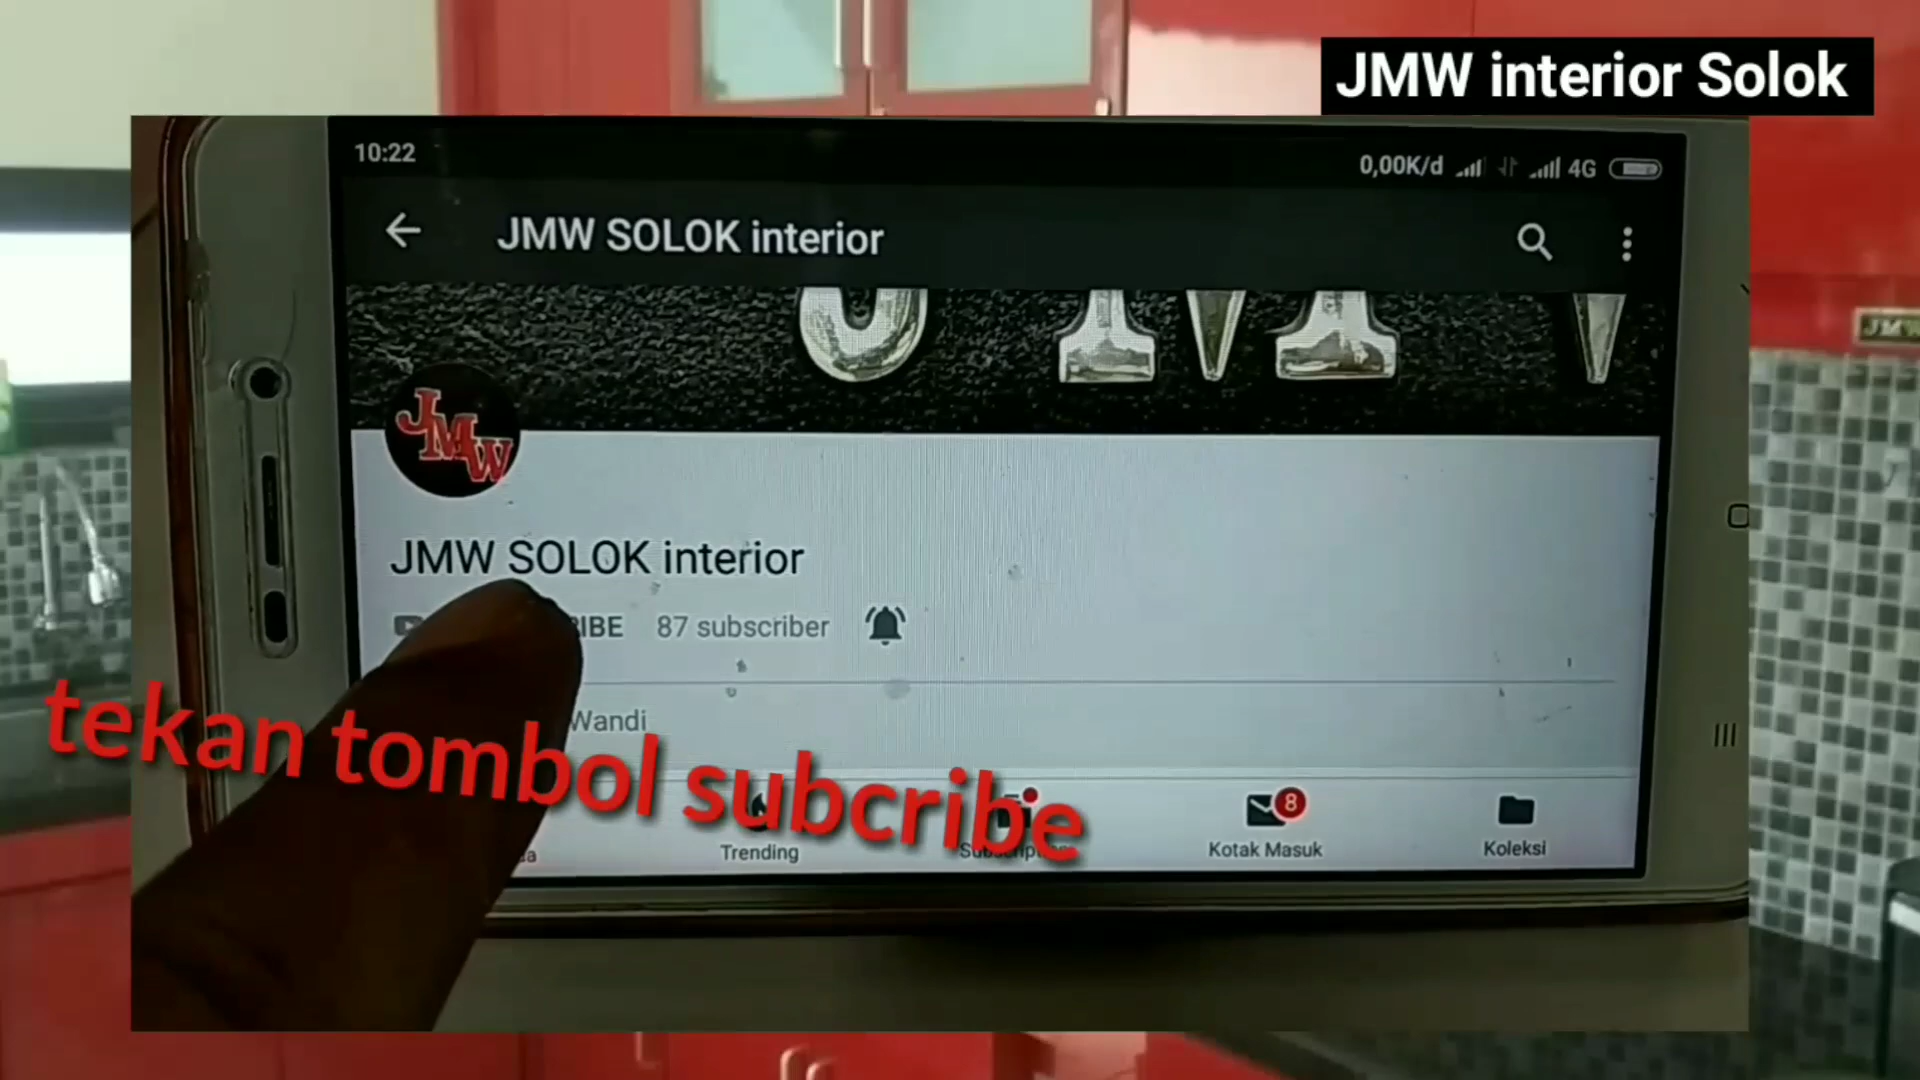 JMW interior Solok
10:22
0,00K/d
4G
JMW SOLOK interior
JMW
JMW
JMW SOLOK interior
87 subscriber
Wandi
tekan tombol subcribe
Trending
8
Kotak Masuk
Koleksi